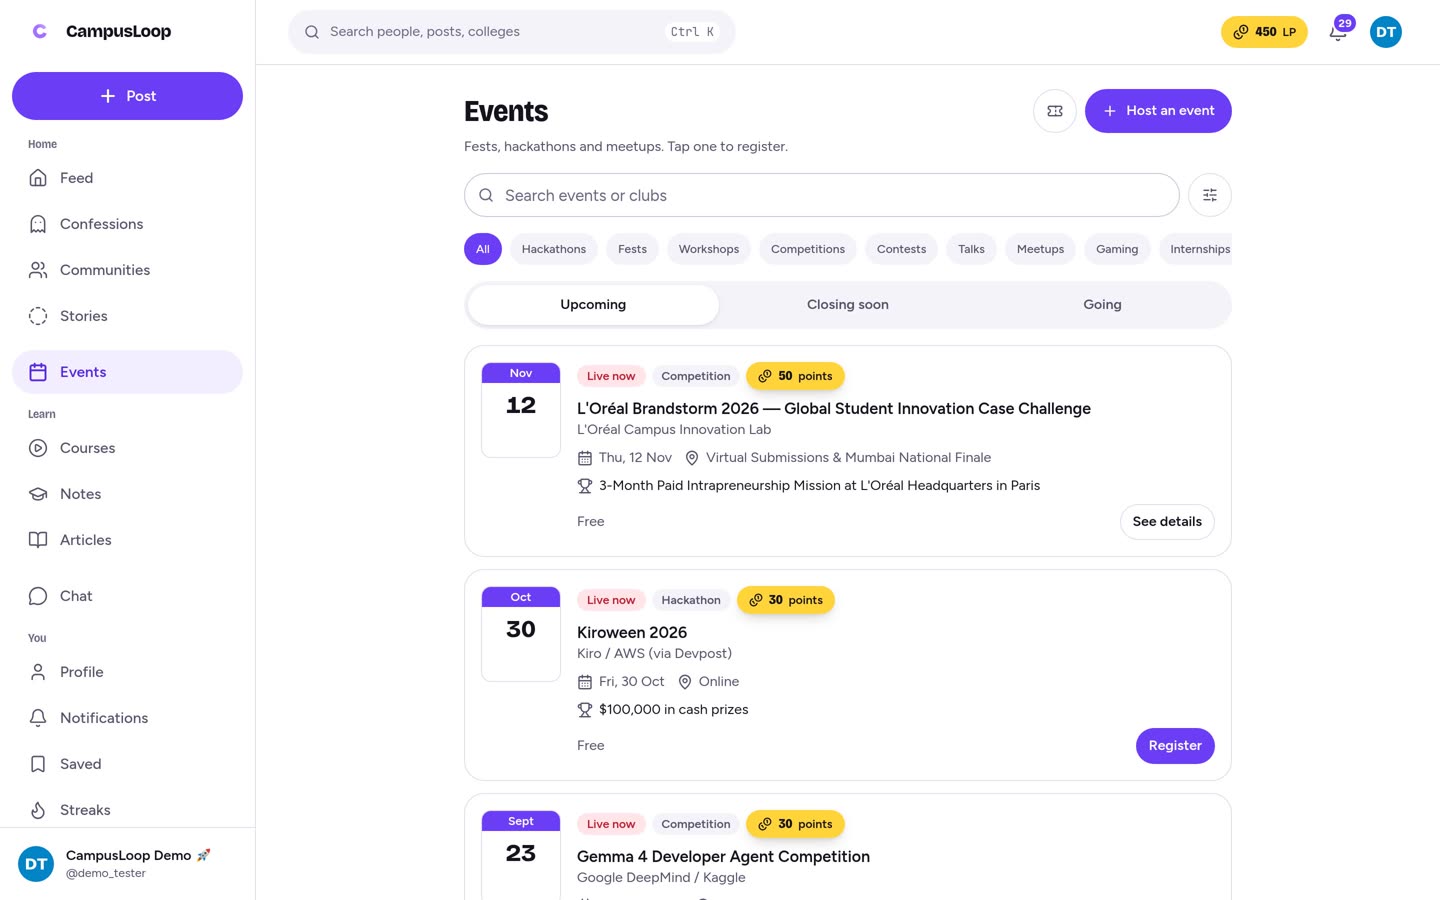 CampusLoop
Search people, posts, colleges
Ctrl K
450 LP
29
DT
Post
Home
Feed
Confessions
Communities
Stories
Events
Learn
Courses
Notes
Articles
Chat
You
Profile
Notifications
Saved
Streaks
DT
CampusLoop Demo 🚀
@demo_tester
Events
Host an event
Fests, hackathons and meetups. Tap one to register.
Search events or clubs
All Hackathons Fests Workshops Competitions Contests Talks Meetups Gaming Internships
Upcoming Closing soon Going
Nov
12
Live now Competition 50 points
L'Oréal Brandstorm 2026 — Global Student Innovation Case Challenge
L'Oréal Campus Innovation Lab
Thu, 12 Nov Virtual Submissions & Mumbai National Finale
3-Month Paid Intrapreneurship Mission at L'Oréal Headquarters in Paris
Free
See details
Oct
30
Live now Hackathon 30 points
Kiroween 2026
Kiro / AWS (via Devpost)
Fri, 30 Oct Online
$100,000 in cash prizes
Free
Register
Sept
23
Live now Competition 30 points
Gemma 4 Developer Agent Competition
Google DeepMind / Kaggle